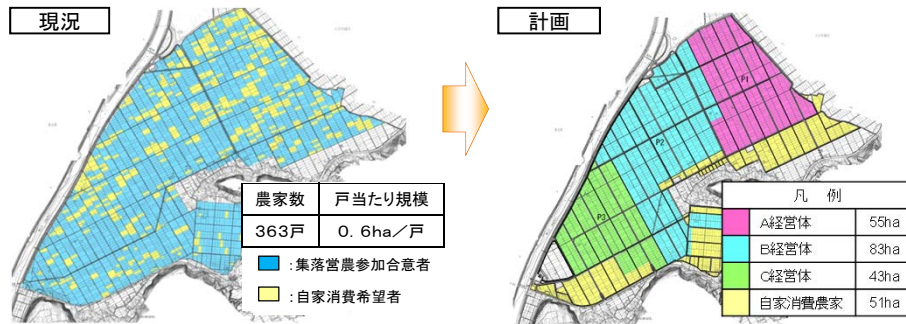 現況
計画
P1
P2
P3
農家数 戸当たり規模
363戸 0.6ha/戸
:集落営農参加合意者
:自家消費希望者
凡 例
A経営体 55ha
B経営体 83ha
C経営体 43ha
自家消費農家 51ha